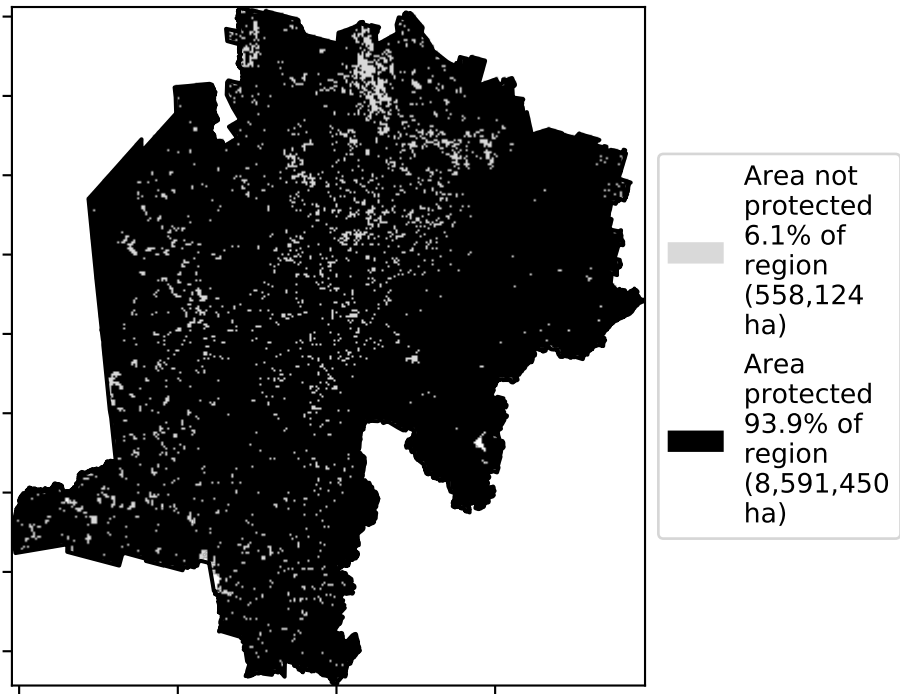 Area not
protected
6.1% of
region
(558,124
ha)
Area
protected
93.9% of
region
(8,591,450
ha)